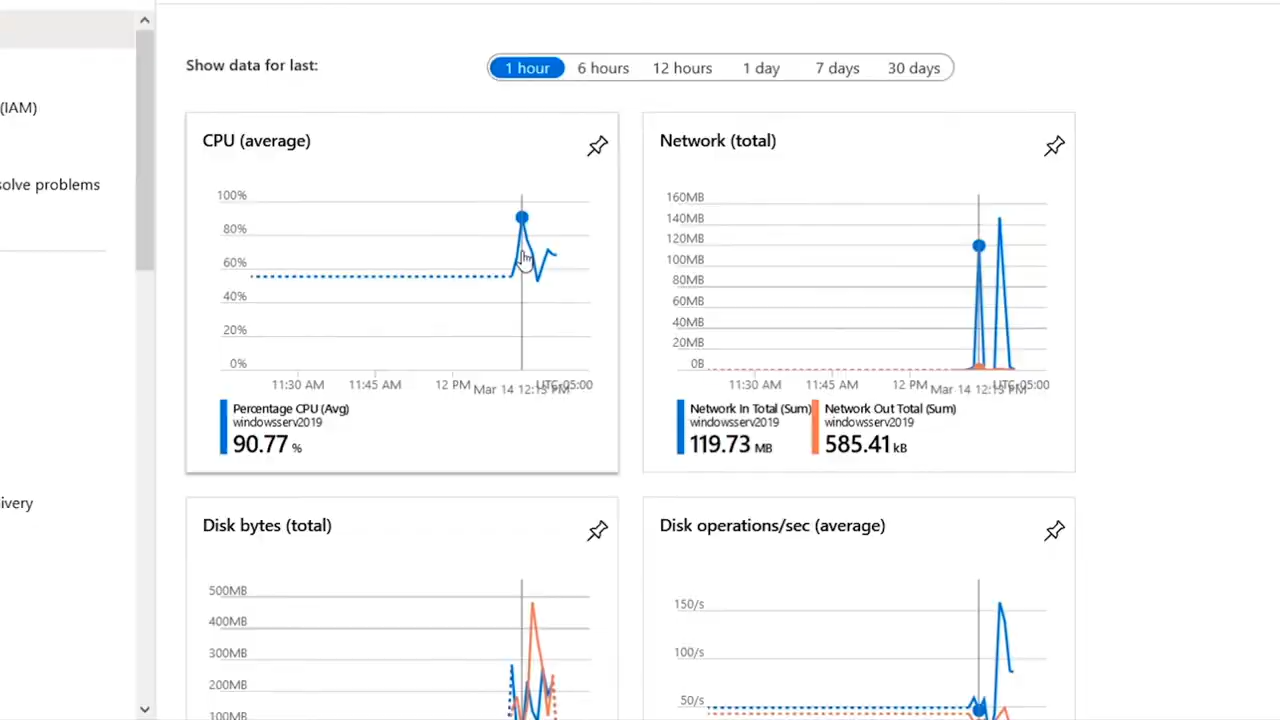 Show data for last:
1 hour 6 hours 12 hours 1 day 7 days 30 days
(IAM)
solve problems
ivery
CPU (average)
100%
80%
60%
40%
20%
0%
11:30 AM 11:45 AM 12 PM Mar 14 12:15 PM UTC-05:00
Percentage CPU (Avg)
windowsserv2019
90.77 %
Network (total)
160MB
140MB
120MB
100MB
80MB
60MB
40MB
20MB
0B
11:30 AM 11:45 AM 12 PM Mar 14 12:15 PM UTC-05:00
Network In Total (Sum) Network Out Total (Sum)
windowsserv2019 windowsserv2019
119.73 MB 585.41 kB
Disk bytes (total)
500MB
400MB
300MB
200MB
100MB
Disk operations/sec (average)
150/s
100/s
50/s